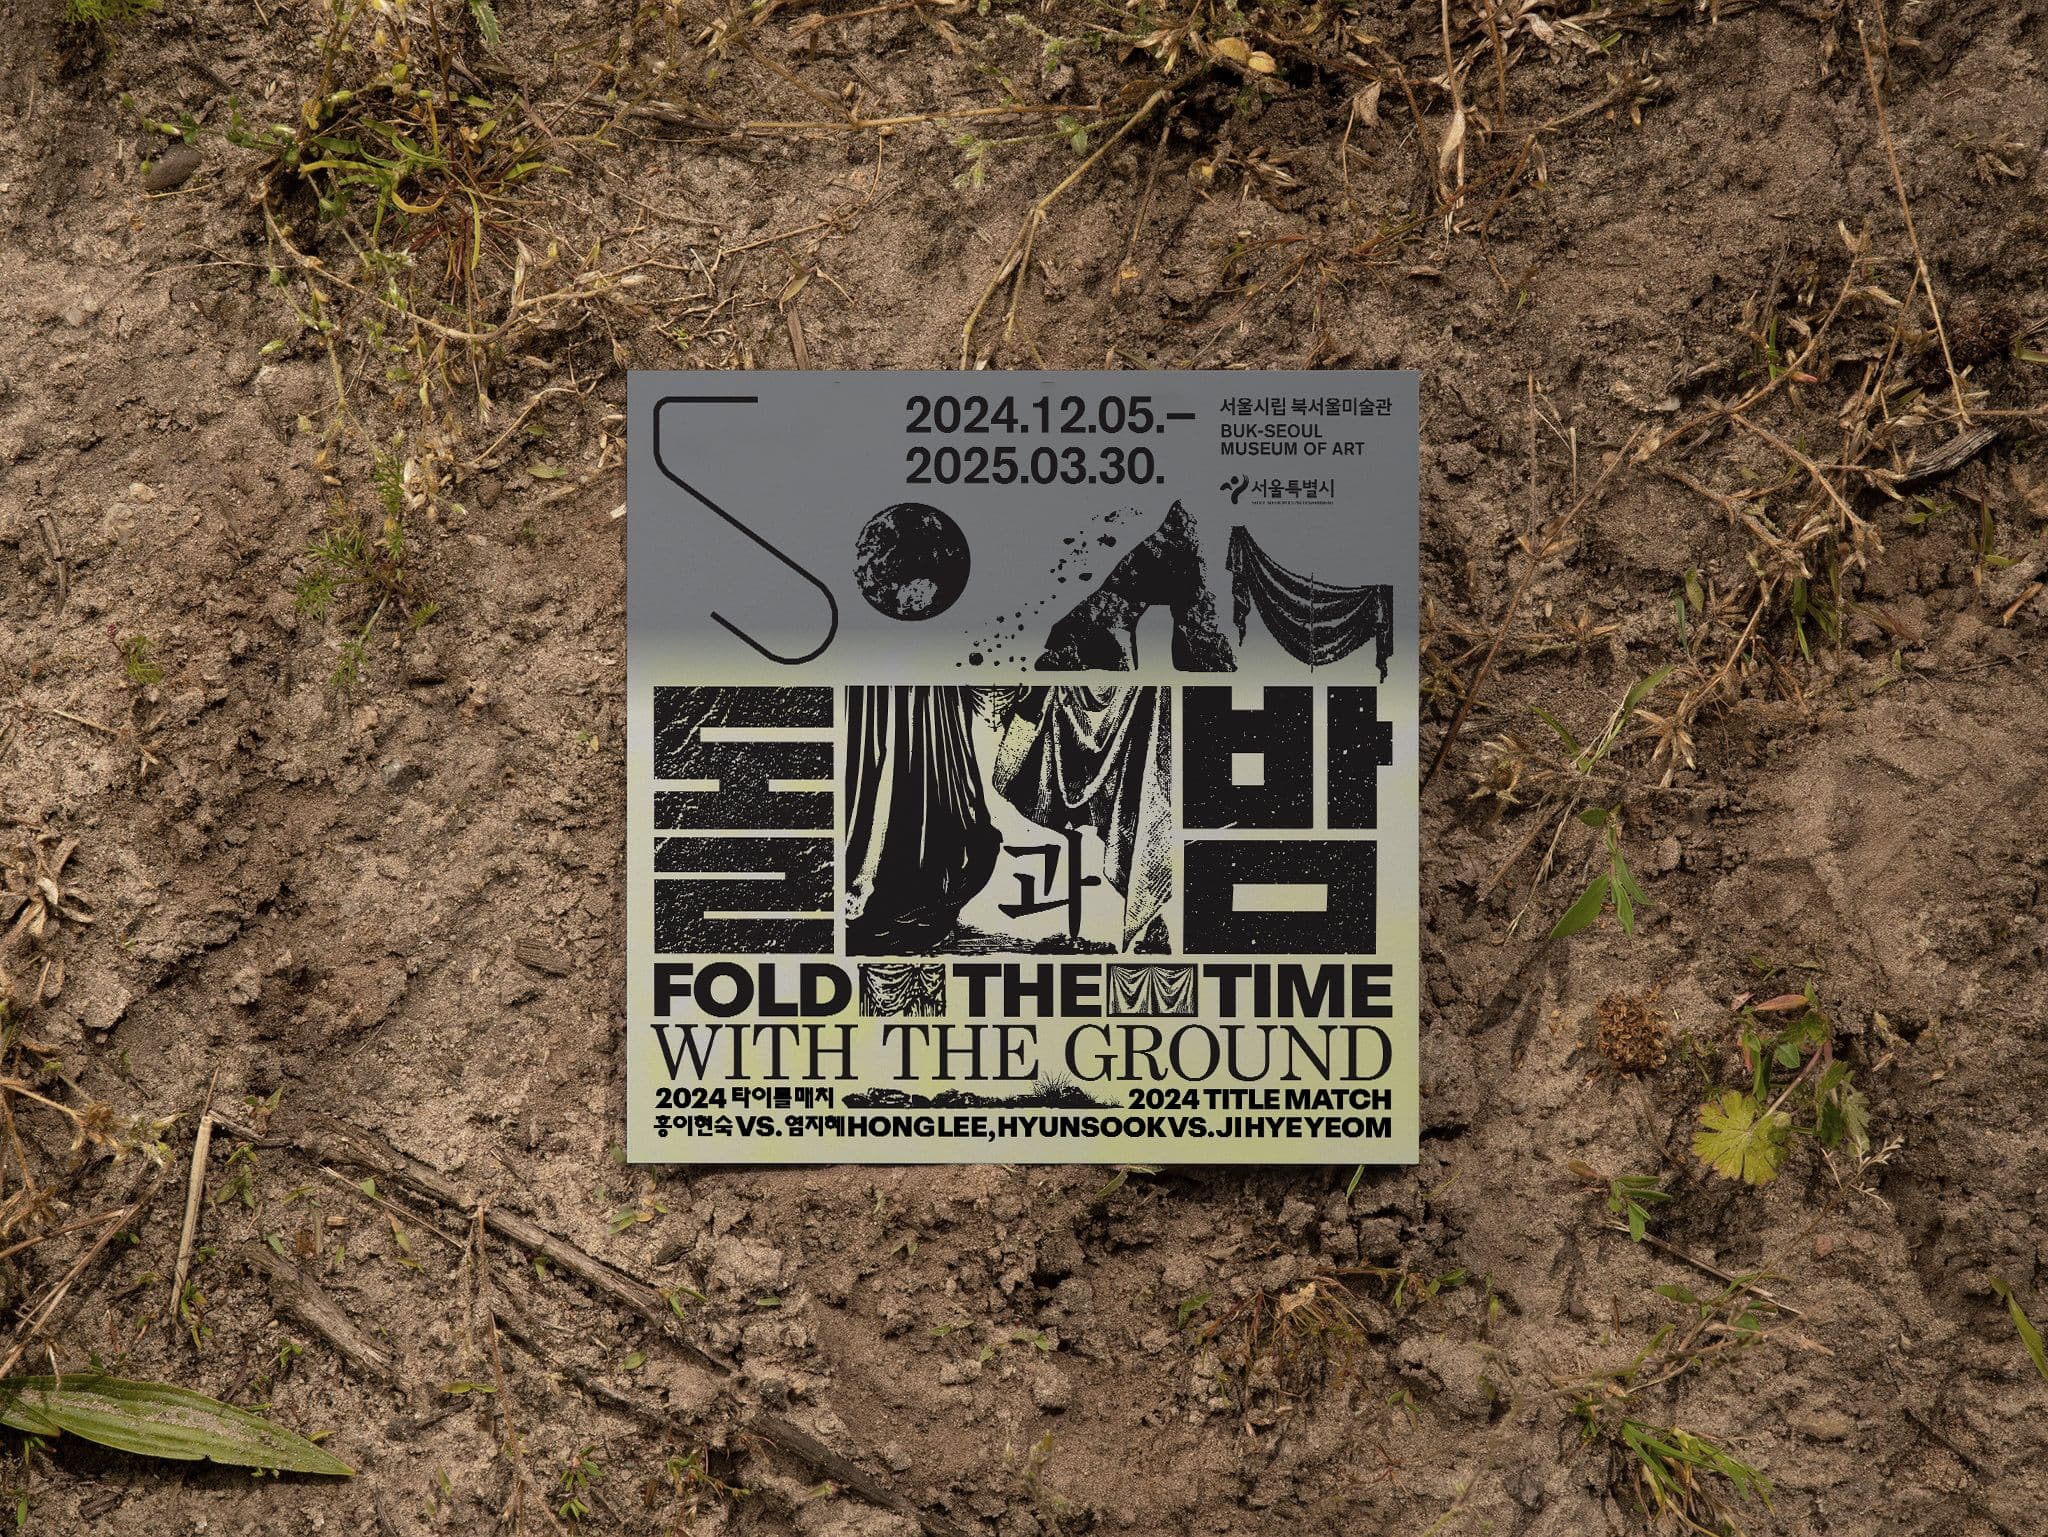 2024.12.05.–
2025.03.30.
서울시립 북서울미술관
BUK-SEOUL
MUSEUM OF ART
서울특별시
돌과밤
FOLD THE TIME
WITH THE GROUND
2024 타이틀 매치
2024 TITLE MATCH
홍이현숙 VS. 염지혜 HONG LEE, HYUNSOOK VS. JIHYE YEOM